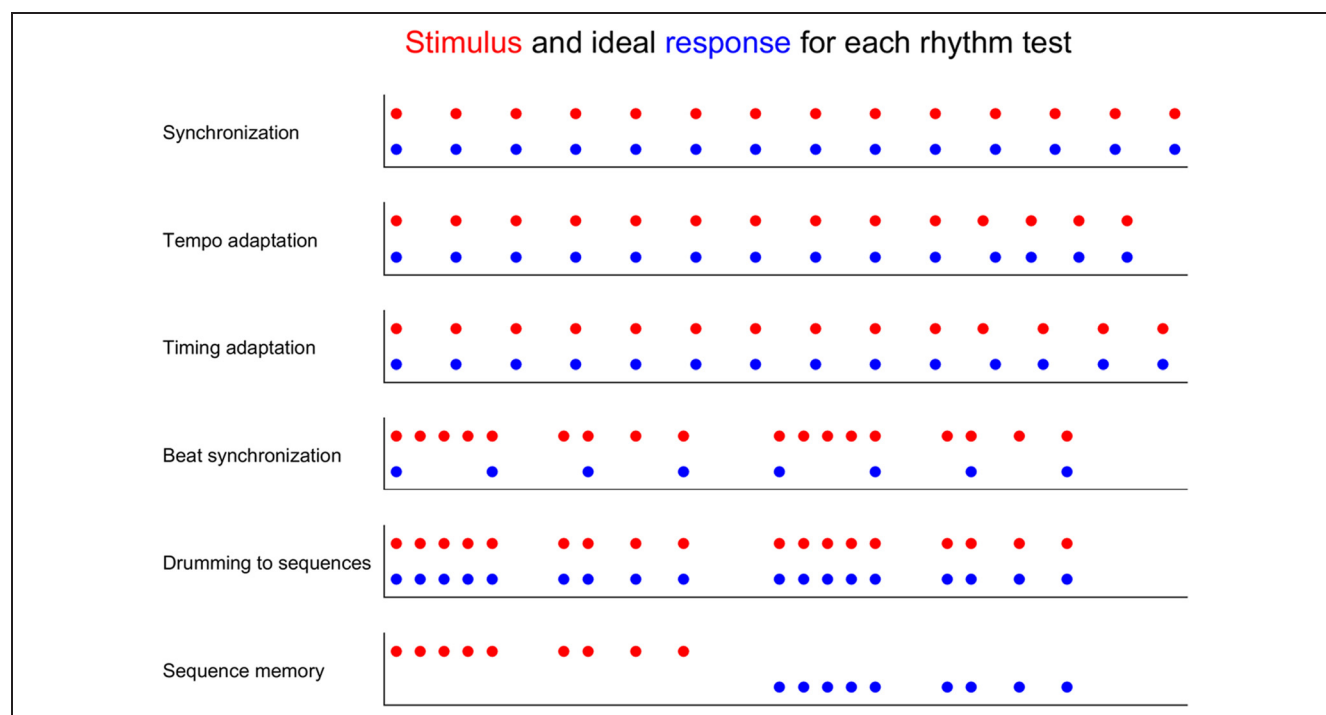 Stimulus and ideal response for each rhythm test
Synchronization
Tempo adaptation
Timing adaptation
Beat synchronization
Drumming to sequences
Sequence memory